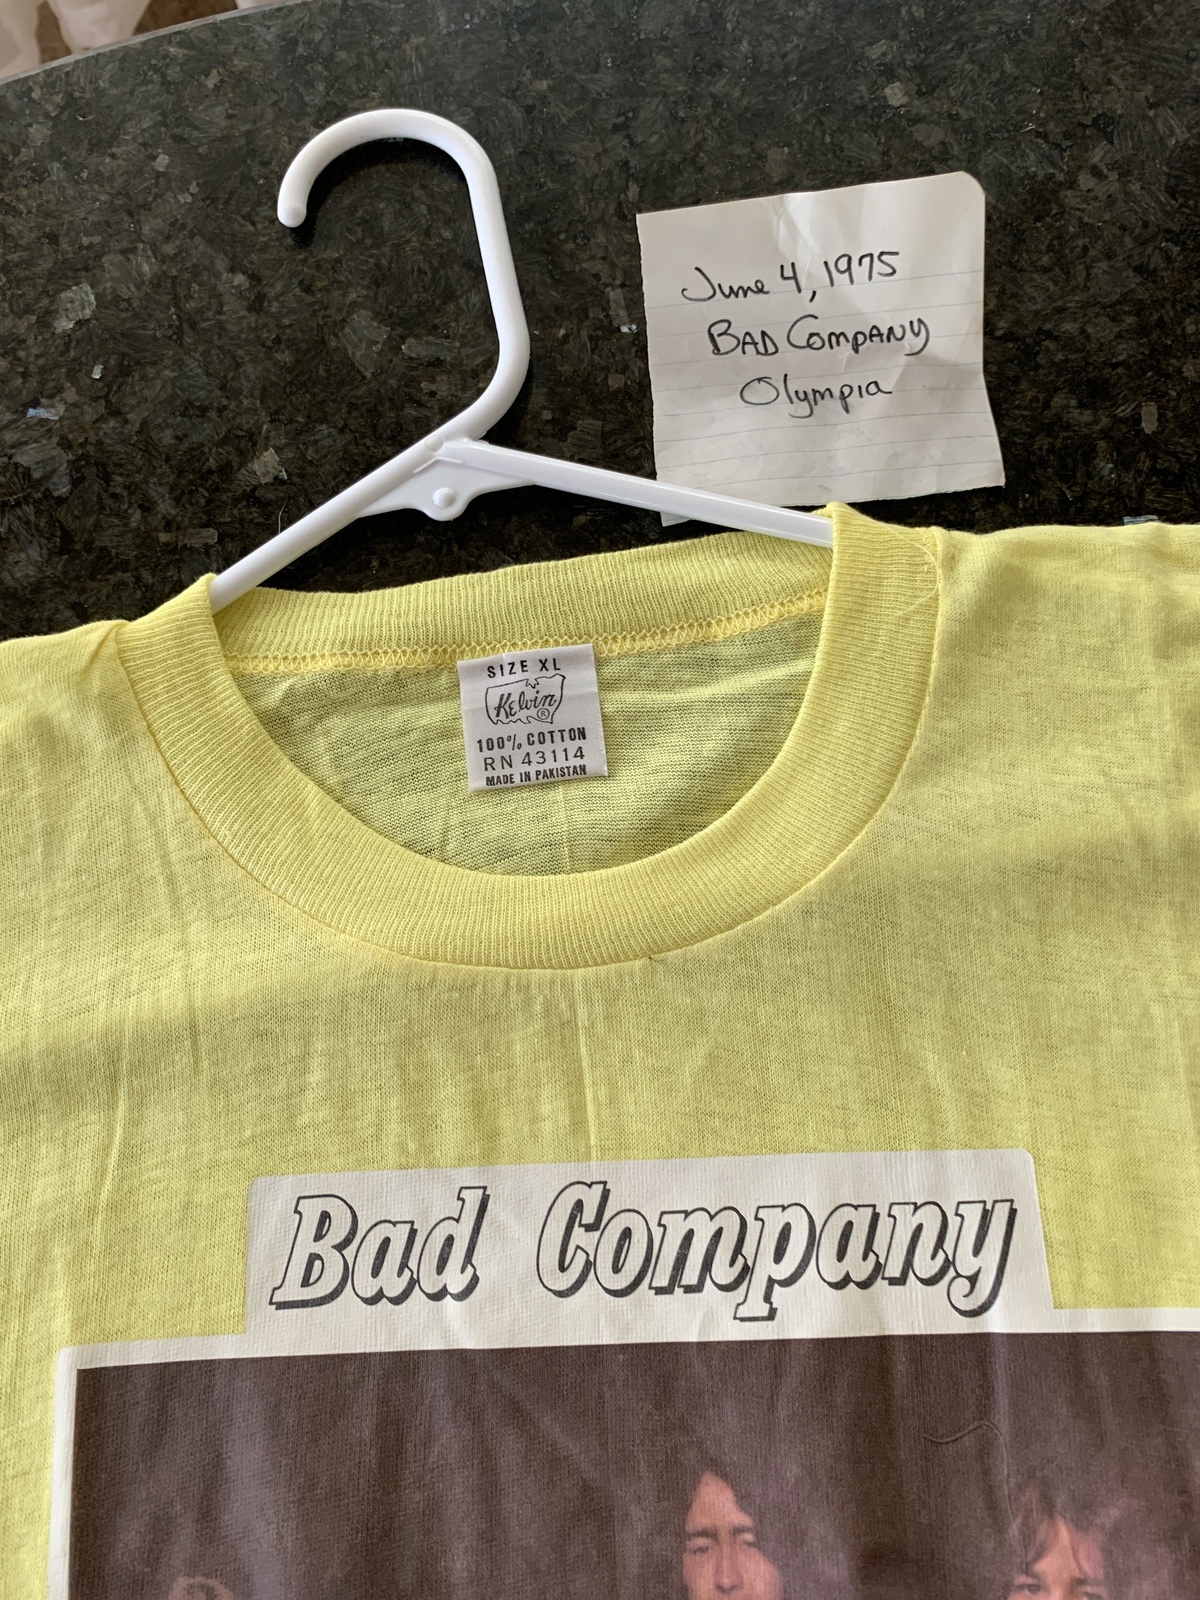 June 4, 1975
BAD COMPANY
Olympia
SIZE XL
Kelvin®
100% COTTON
RN 43114
MADE IN PAKISTAN
Bad Company